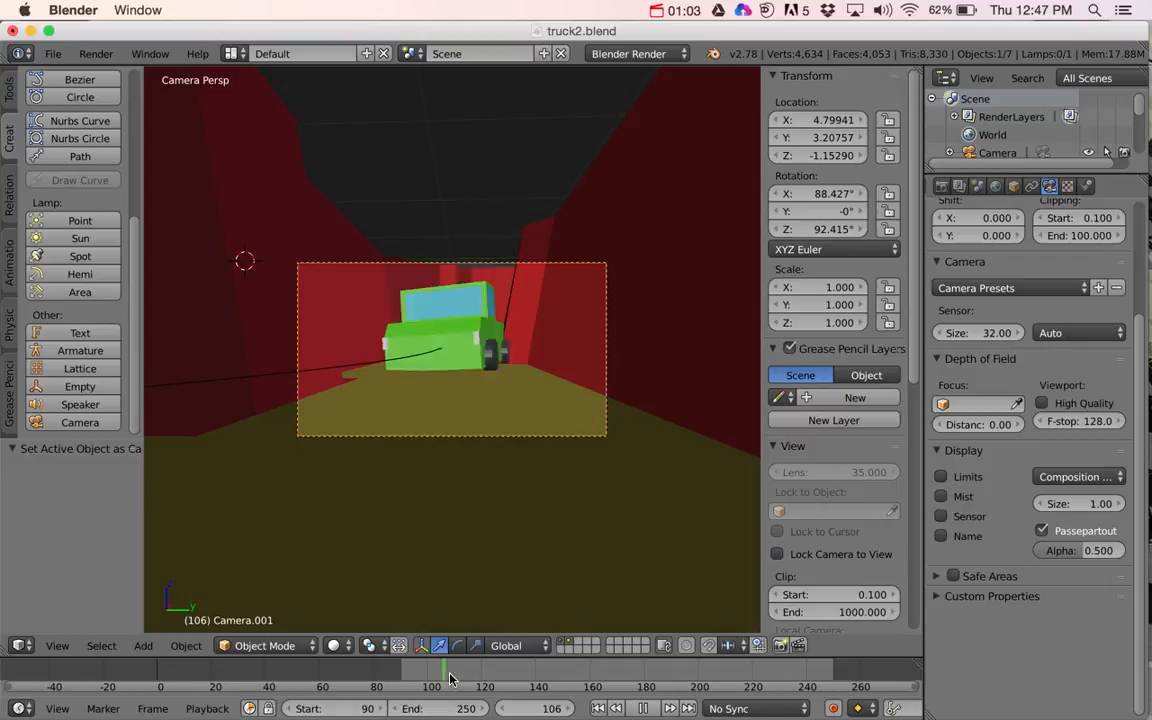 Blender Window 01:03 5 62% Thu 12:47 PM
truck2.blend
File Render Window Help Default Scene Blender Render v2.78 | Verts:4,634 | Faces:4,053 | Tris:8,330 | Objects:1/7 | Lamps:0/1 | Mem:17.88M
Tools
Creat
Relation
Animatio
Physic
Grease Penci
Bezier
Circle
Nurbs Curve
Nurbs Circle
Path
Draw Curve
Lamp:
Point
Sun
Spot
Hemi
Area
Other:
Text
Armature
Lattice
Empty
Speaker
Camera
Set Active Object as Ca
Camera Persp
z
y
(106) Camera.001
Transform
Location:
X: 4.79941
Y: 3.20757
Z: -1.15290
Rotation:
X: 88.427°
Y: -0°
Z: 92.415°
XYZ Euler
Scale:
X: 1.000
Y: 1.000
Z: 1.000
Grease Pencil Layers
Scene Object
New
New Layer
View
Lens: 35.000
Lock to Object:
Lock to Cursor
Lock Camera to View
Clip:
Start: 0.100
End: 1000.000
Local Camera:
View Search All Scenes
Scene
RenderLayers
World
Camera
Shift: Clipping:
X: 0.000 Start: 0.100
Y: 0.000 End: 100.000
Camera
Camera Presets
Sensor:
Size: 32.00 Auto
Depth of Field
Focus: Viewport:
High Quality
Distanc: 0.00 F-stop: 128.0
Display
Limits Composition ...
Mist Size: 1.00
Sensor Passepartout
Name Alpha: 0.500
Safe Areas
Custom Properties
View Select Add Object Object Mode Global
-40 -20 0 20 40 60 80 100 120 140 160 180 200 220 240 260
View Marker Frame Playback Start: 90 End: 250 106 No Sync